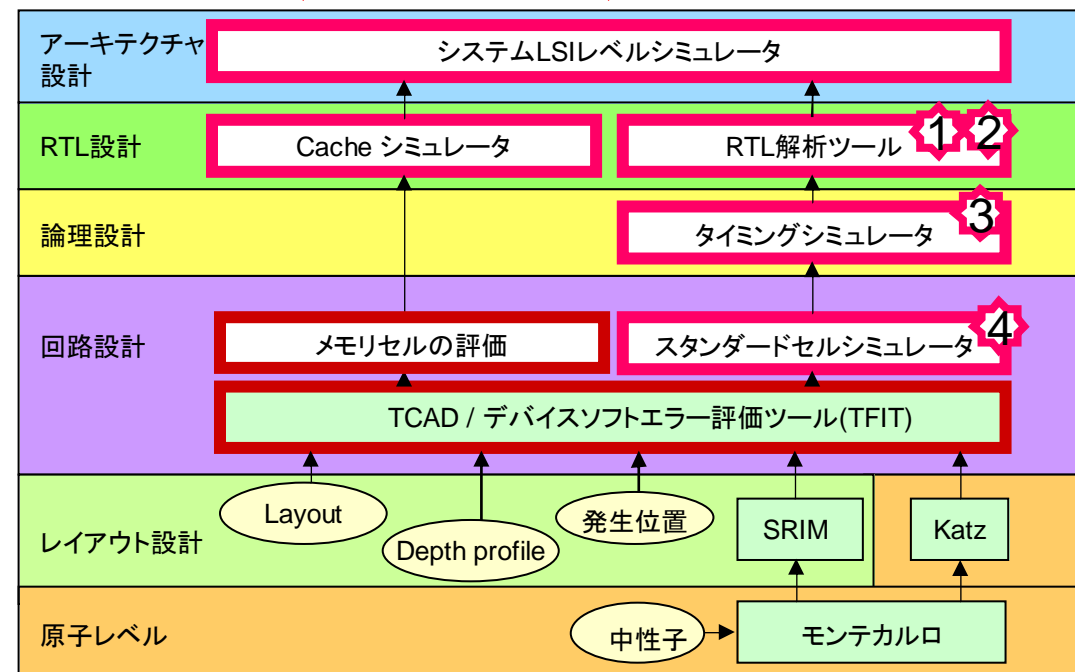 アーキテクチャ
設計
システムLSIレベルシミュレータ
RTL設計
Cache シミュレータ
RTL解析ツール
1
2
論理設計
タイミングシミュレータ
3
回路設計
メモリセルの評価
スタンダードセルシミュレータ
4
TCAD / デバイスソフトエラー評価ツール(TFIT)
レイアウト設計
Layout
Depth profile
発生位置
SRIM
Katz
原子レベル
中性子
モンテカルロ